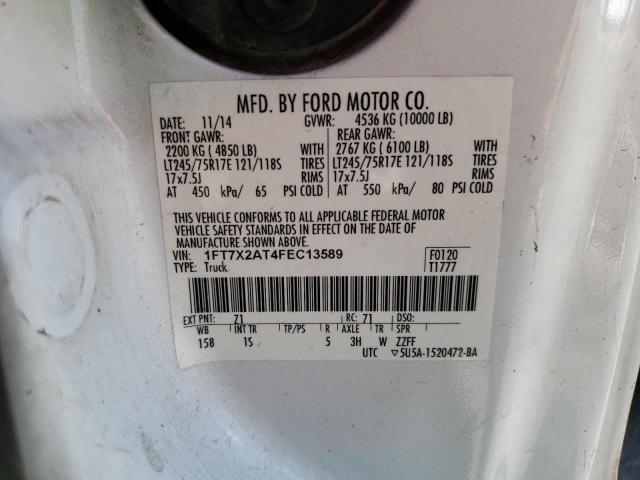 MFD. BY FORD MOTOR CO.
DATE: 11/14 GVWR: 4536 KG (10000 LB)
FRONT GAWR: REAR GAWR:
2200 KG ( 4850 LB) WITH 2767 KG ( 6100 LB) WITH
LT245/75R17E 121/118S TIRES LT245/75R17E 121/118S TIRES
17x7.5J RIMS 17x7.5J RIMS
AT 450 kPa/ 65 PSI COLD AT 550 kPa/ 80 PSI COLD
THIS VEHICLE CONFORMS TO ALL APPLICABLE FEDERAL MOTOR
VEHICLE SAFETY STANDARDS IN EFFECT ON THE DATE OF
MANUFACTURE SHOWN ABOVE.
VIN: 1FT7X2AT4FEC13589 F0120
TYPE: Truck T1777
EXT PNT: Z1 RC: 71 DSO:
WB INT TR TP/PS R AXLE TR SPR
158 1S 5 3H W ZZFF
UTC ▽5U5A-1520472-BA